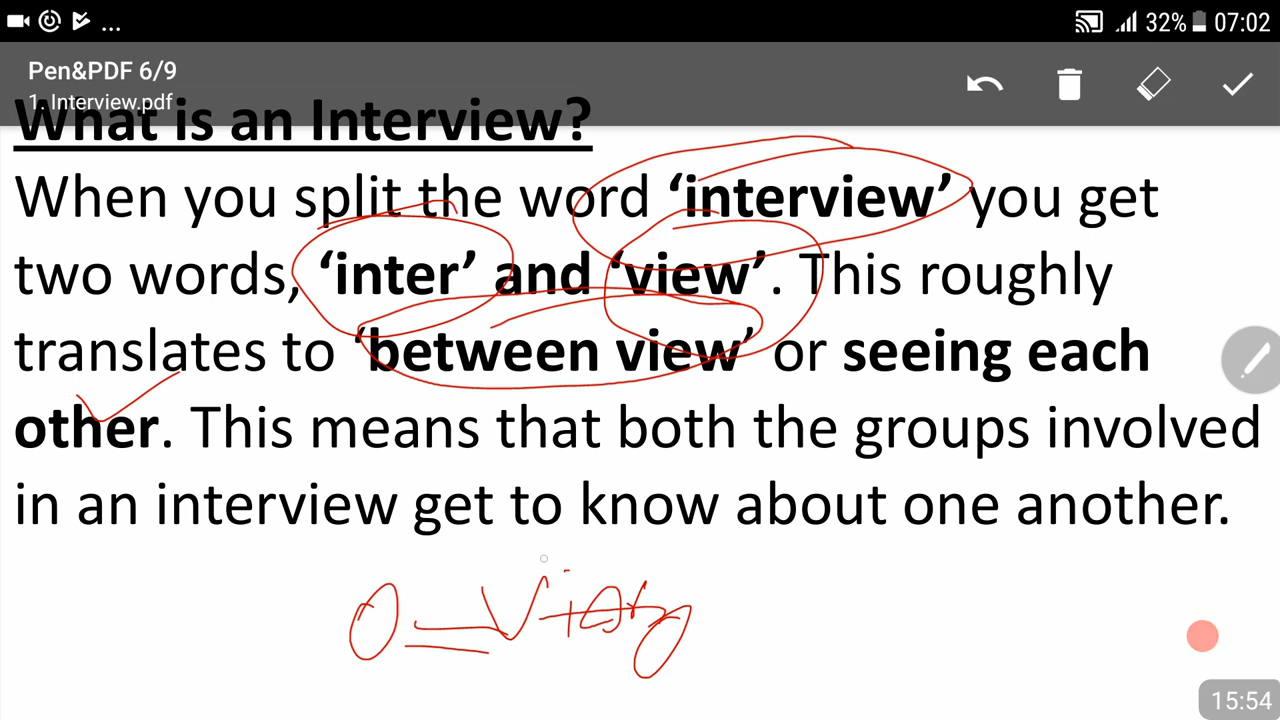 ... 32% 07:02
Pen&PDF 6/9
1. Interview.pdf
What is an Interview?
When you split the word ‘interview’ you get
two words, ‘inter’ and ‘view’. This roughly
translates to ‘between view’ or seeing each
other. This means that both the groups involved
in an interview get to know about one another.
15:54